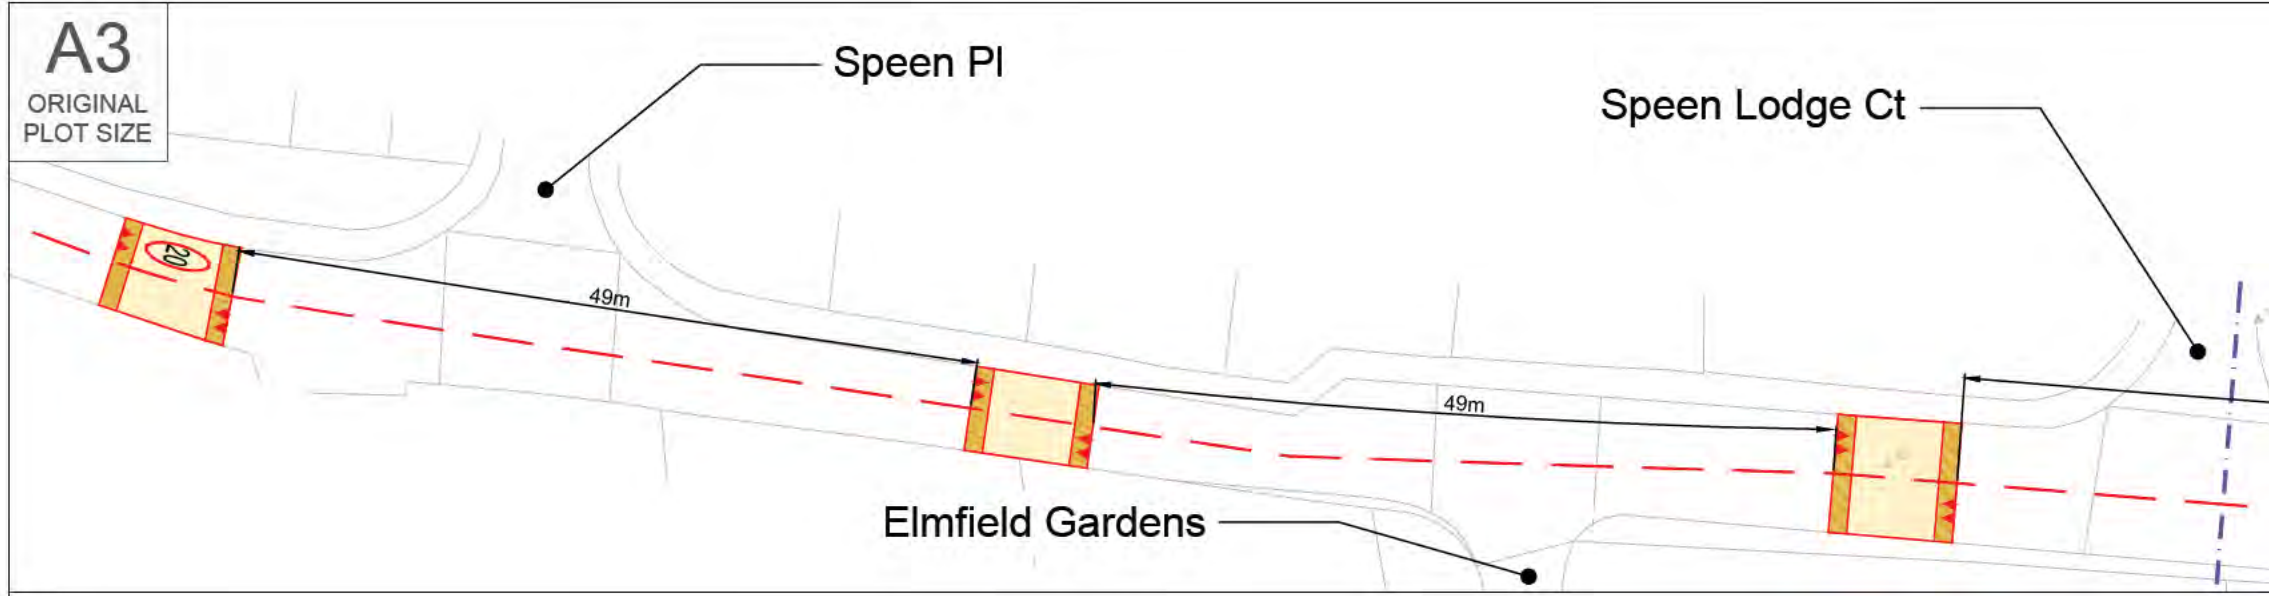 A3
ORIGINAL
PLOT SIZE
Speen Pl
Speen Lodge Ct
20
49m
49m
Elmfield Gardens